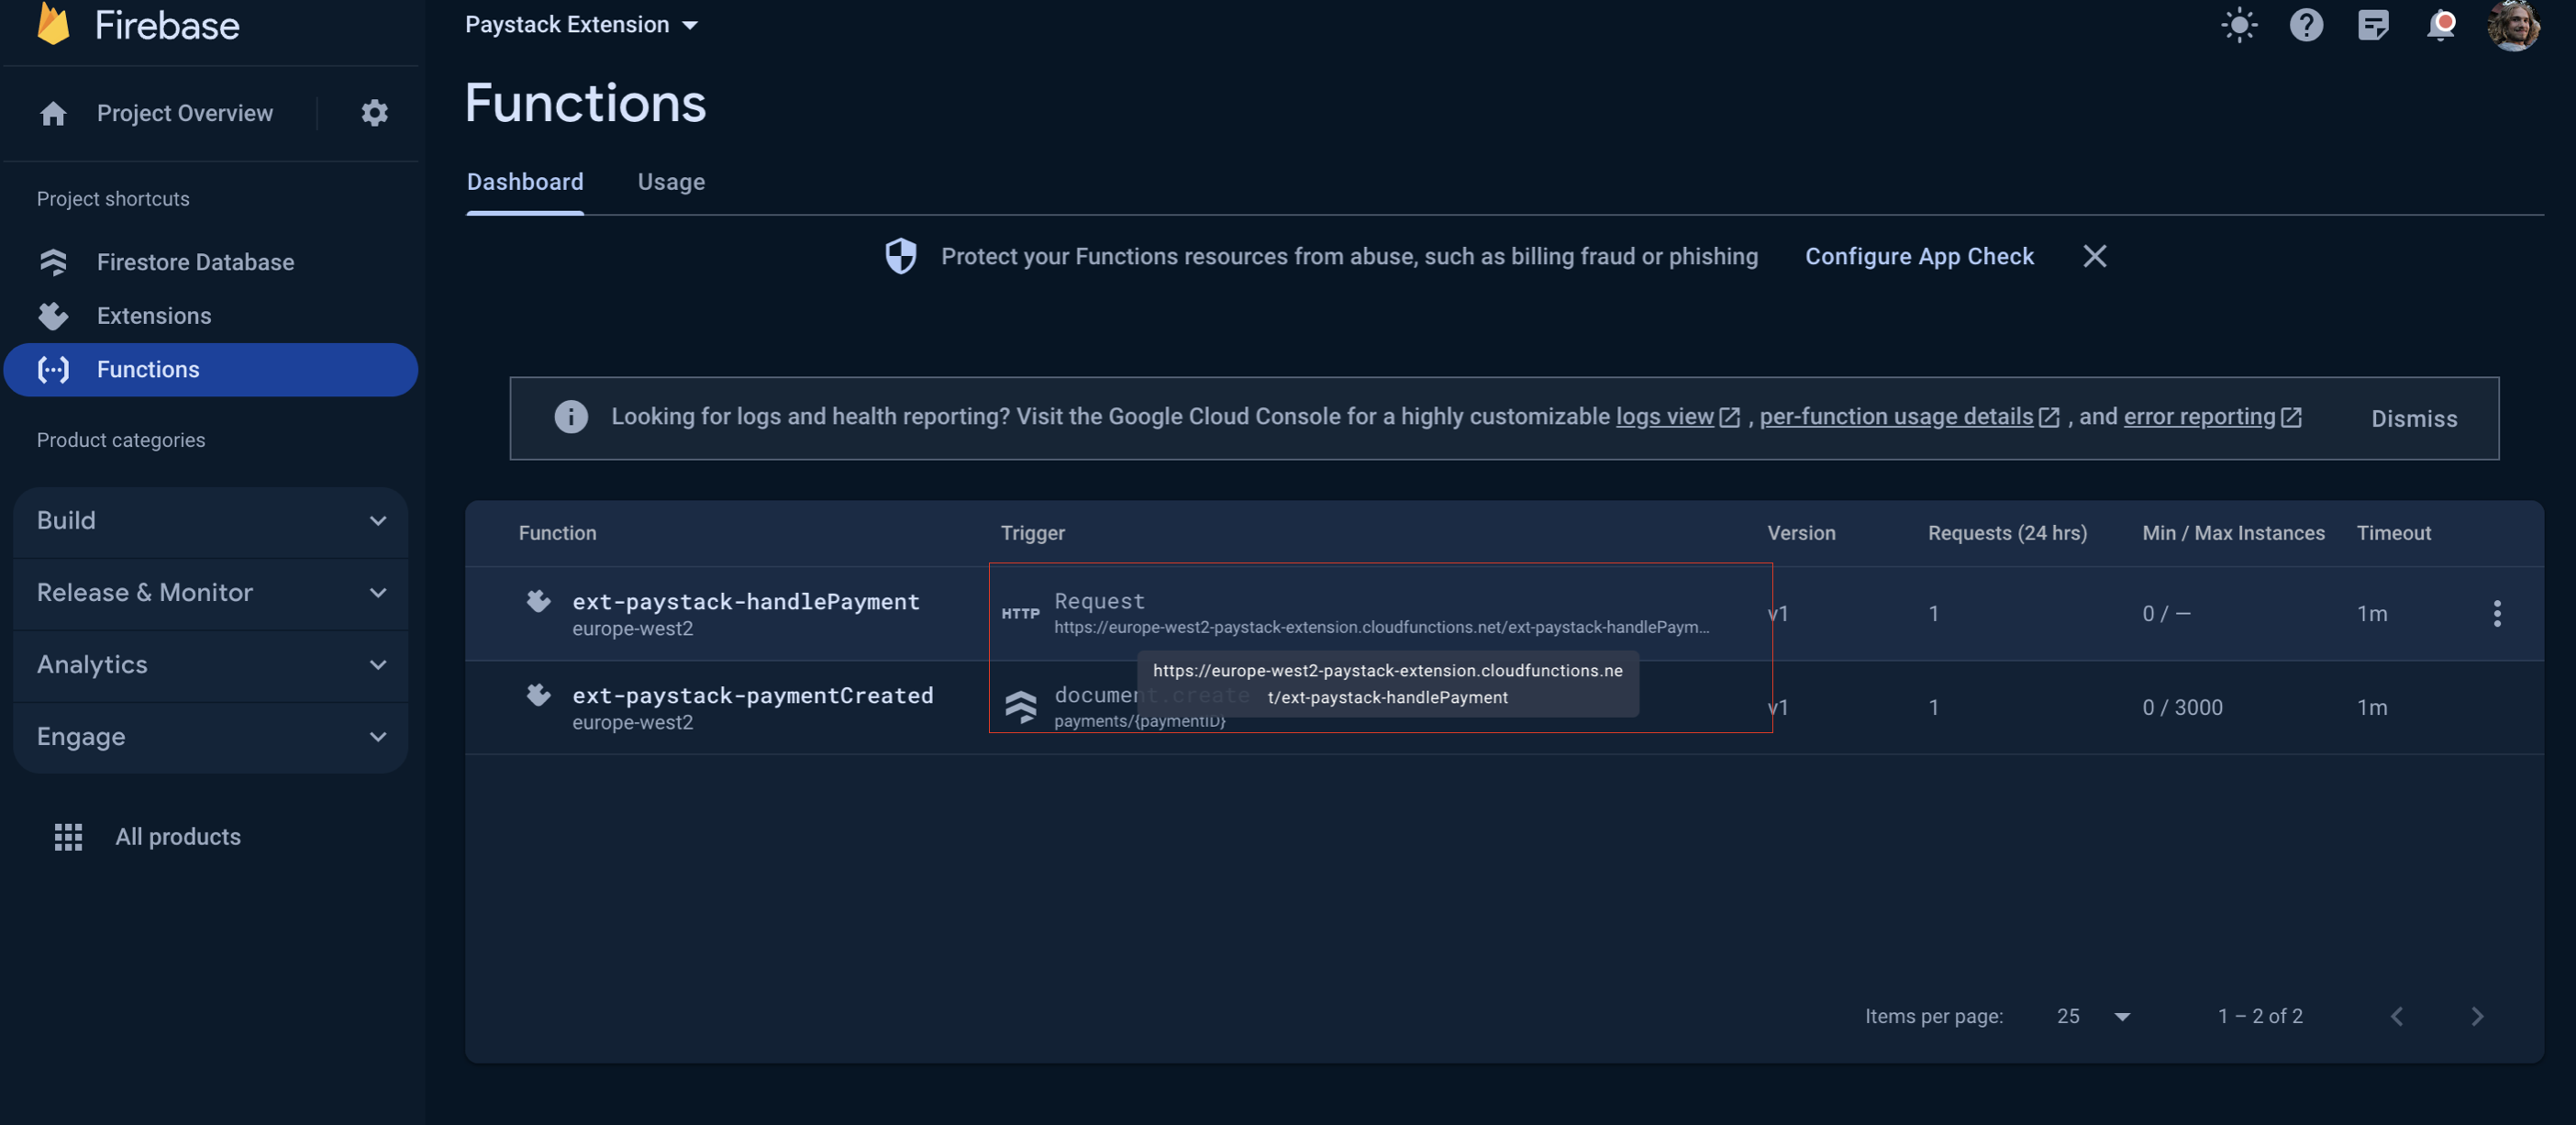 Firebase
Paystack Extension
Project Overview
Functions
Project shortcuts
Dashboard
Usage
Firestore Database
Extensions
Functions
Protect your Functions resources from abuse, such as billing fraud or phishing
Configure App Check
Looking for logs and health reporting? Visit the Google Cloud Console for a highly customizable logs view , per-function usage details , and error reporting
Dismiss
Product categories
Build
Release & Monitor
Analytics
Engage
All products
Function Trigger Version Requests (24 hrs) Min / Max Instances Timeout
ext-paystack-handlePayment
europe-west2
HTTP
Request
https://europe-west2-paystack-extension.cloudfunctions.net/ext-paystack-handlePaym...
v1 1 0 / — 1m
https://europe-west2-paystack-extension.cloudfunctions.ne
t/ext-paystack-handlePayment
ext-paystack-paymentCreated
europe-west2
document.create
payments/{paymentID}
v1 1 0 / 3000 1m
Items per page: 25 1 – 2 of 2